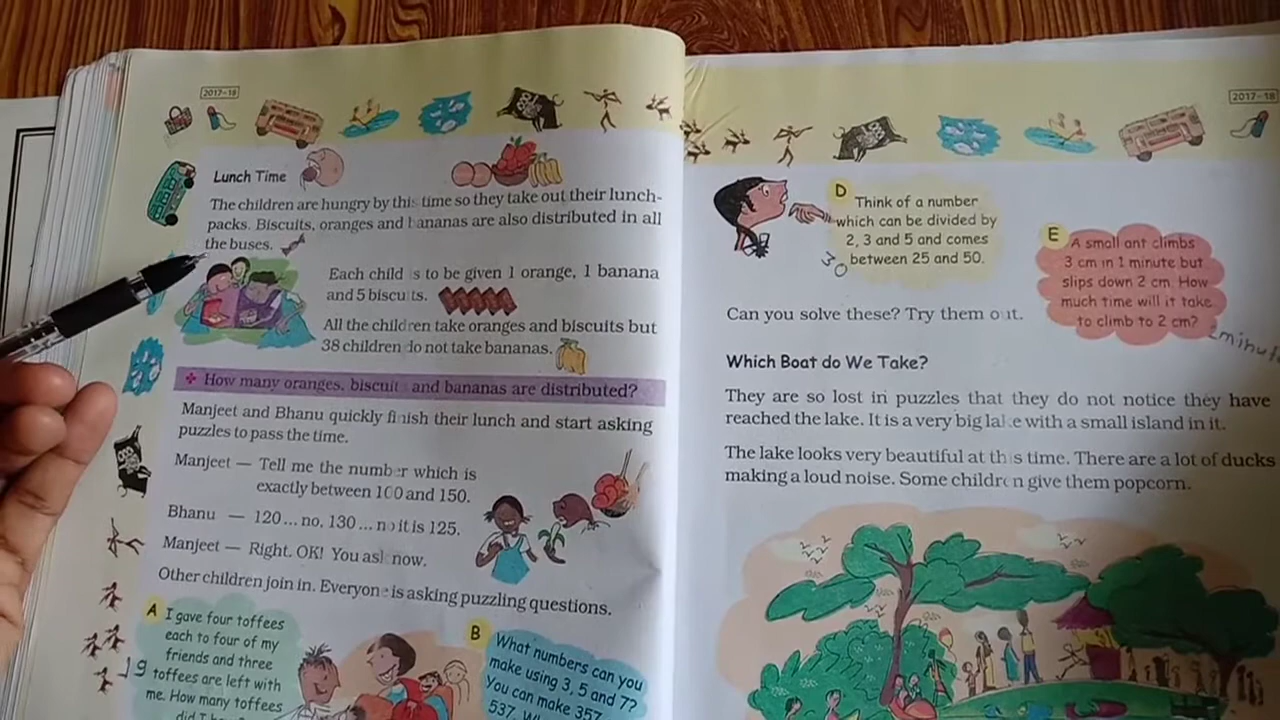 2017-18
Lunch Time
The children are hungry by this time so they take out their lunch-
packs. Biscuits, oranges and bananas are also distributed in all
the buses.
Each child is to be given 1 orange, 1 banana
and 5 biscuits.
All the children take oranges and biscuits but
38 children do not take bananas.
❖ How many oranges, biscuits and bananas are distributed?
Manjeet and Bhanu quickly finish their lunch and start asking
puzzles to pass the time.
Manjeet — Tell me the number which is
exactly between 100 and 150.
Bhanu — 120 ... no, 130 ... no it is 125.
Manjeet — Right. OK! You ask now.
Other children join in. Everyone is asking puzzling questions.
A
I gave four toffees
each to four of my
friends and three
19 toffees are left with
me. How many toffees
did I
B
What numbers can you
make using 3, 5 and 7?
You can make 357,
537,
2017-18
D
Think of a number
which can be divided by
2, 3 and 5 and comes
between 25 and 50.
30
E
A small ant climbs
3 cm in 1 minute but
slips down 2 cm. How
much time will it take
to climb to 2 cm?
Can you solve these? Try them out.
Which Boat do We Take?
They are so lost in puzzles that they do not notice they have
reached the lake. It is a very big lake with a small island in it.
The lake looks very beautiful at this time. There are a lot of ducks
making a loud noise. Some children give them popcorn.